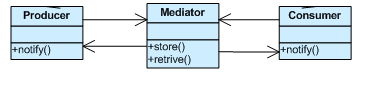 Producer
+notify()
Mediator
+store()
+retrive()
Consumer
+notify()